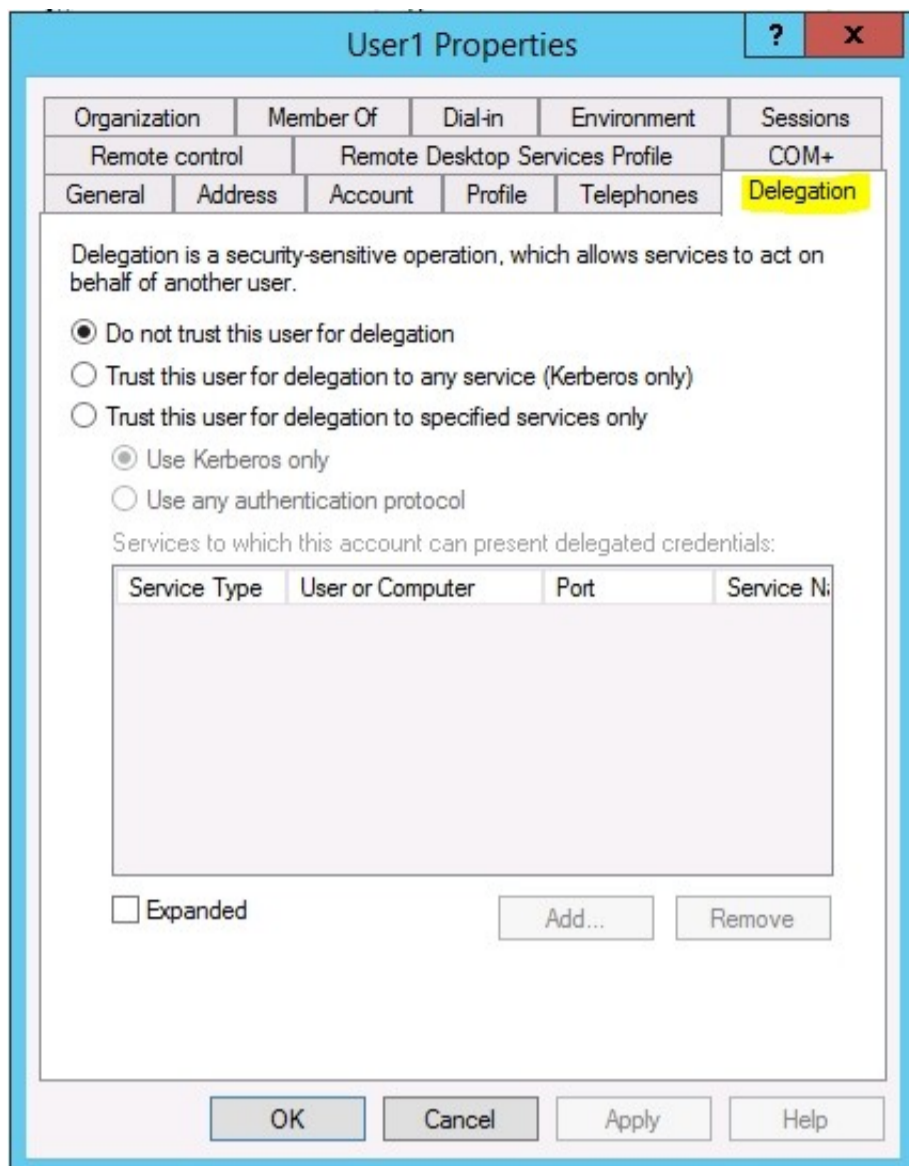 User1 Properties
?
x
Organization Member Of Dial-in Environment Sessions
Remote control Remote Desktop Services Profile COM+
General Address Account Profile Telephones Delegation
Delegation is a security-sensitive operation, which allows services to act on
behalf of another user.
Do not trust this user for delegation
Trust this user for delegation to any service (Kerberos only)
Trust this user for delegation to specified services only
Use Kerberos only
Use any authentication protocol
Services to which this account can present delegated credentials:
Service Type User or Computer Port Service Na
Expanded Add... Remove
OK Cancel Apply Help